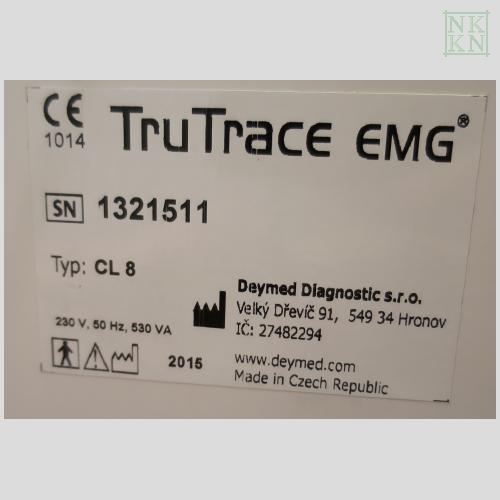 NK
KN
CE
1014
TruTrace EMG®
SN 1321511
Typ: CL 8
Deymed Diagnostic s.r.o.
Velký Dřevíč 91, 549 34 Hronov
IČ: 27482294
230 V, 50 Hz, 530 VA
2015
www.deymed.com
Made in Czech Republic